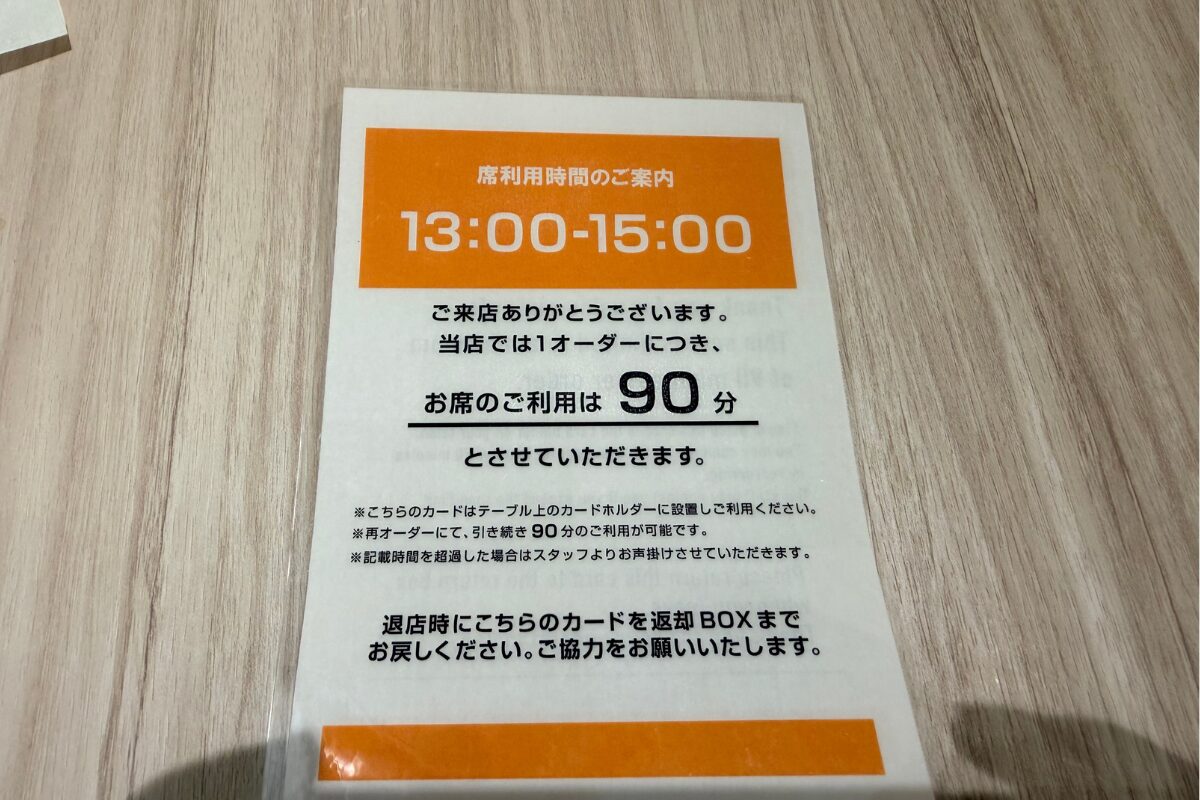 席利用時間のご案内
13:00-15:00
ご来店ありがとうございます。
当店では1オーダーにつき、
お席のご利用は 90 分
とさせていただきます。
※こちらのカードはテーブル上のカードホルダーに設置しご利用ください。
※再オーダーにて、引き続き 90 分のご利用が可能です。
※記載時間を超過した場合はスタッフよりお声掛けさせていただきます。
退店時にこちらのカードを返却 BOX まで
お戻しください。ご協力をお願いいたします。